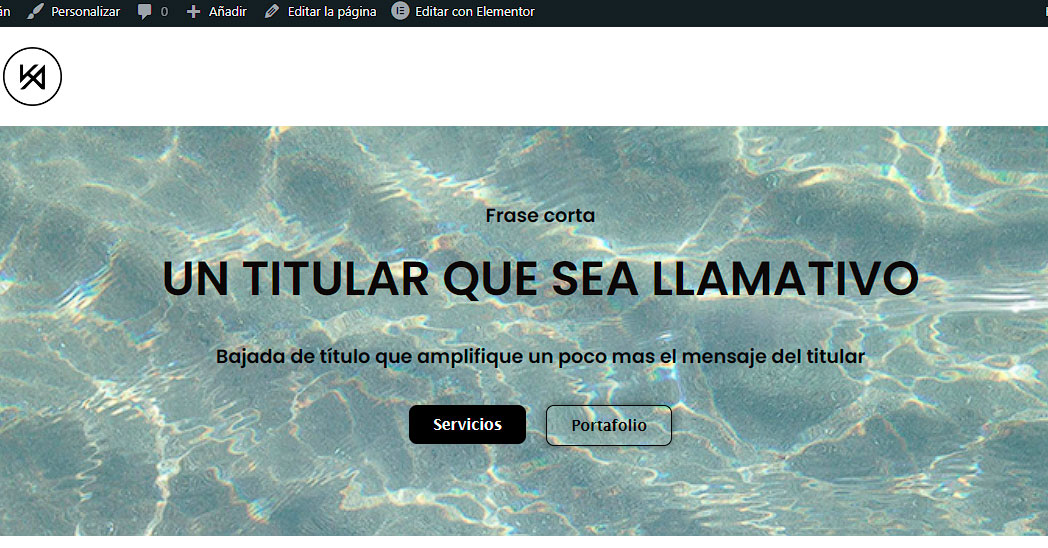 án Personalizar 0 Añadir Editar la página Editar con Elementor
Frase corta
UN TITULAR QUE SEA LLAMATIVO
Bajada de título que amplifique un poco mas el mensaje del titular
Servicios Portafolio